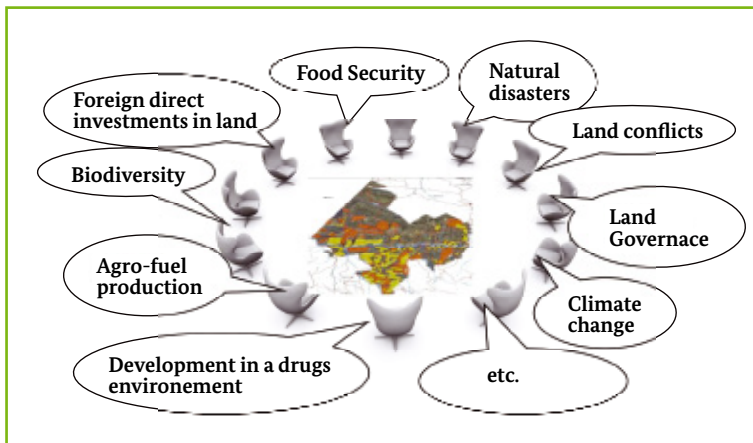 Food Security
Natural
disasters
Foreign direct
investments in land
Land conflicts
Biodiversity
Land
Governace
Agro-fuel
production
Climate
change
Development in a drugs
environement
etc.